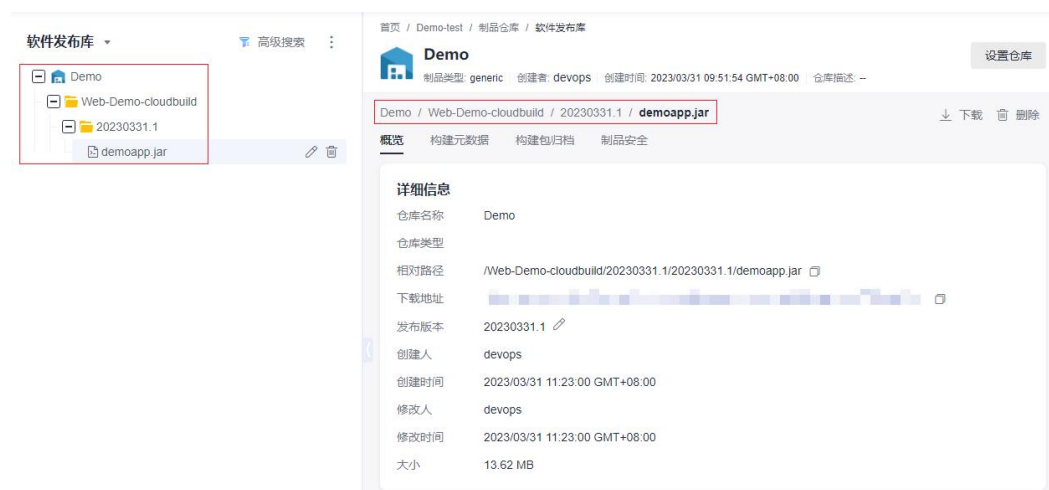 软件发布库
高级搜索
Demo
Web-Demo-cloudbuild
20230331.1
demoapp.jar
首页 / Demo-test / 制品仓库 / 软件发布库
Demo
设置仓库
制品类型: generic 创建者: devops 创建时间: 2023/03/31 09:51:54 GMT+08:00 仓库描述: --
Demo / Web-Demo-cloudbuild / 20230331.1 / demoapp.jar
下载 删除
概览 构建元数据 构建包归档 制品安全
详细信息
仓库名称 Demo
仓库类型
相对路径 /Web-Demo-cloudbuild/20230331.1/20230331.1/demoapp.jar
下载地址
发布版本 20230331.1
创建人 devops
创建时间 2023/03/31 11:23:00 GMT+08:00
修改人 devops
修改时间 2023/03/31 11:23:00 GMT+08:00
大小 13.62 MB